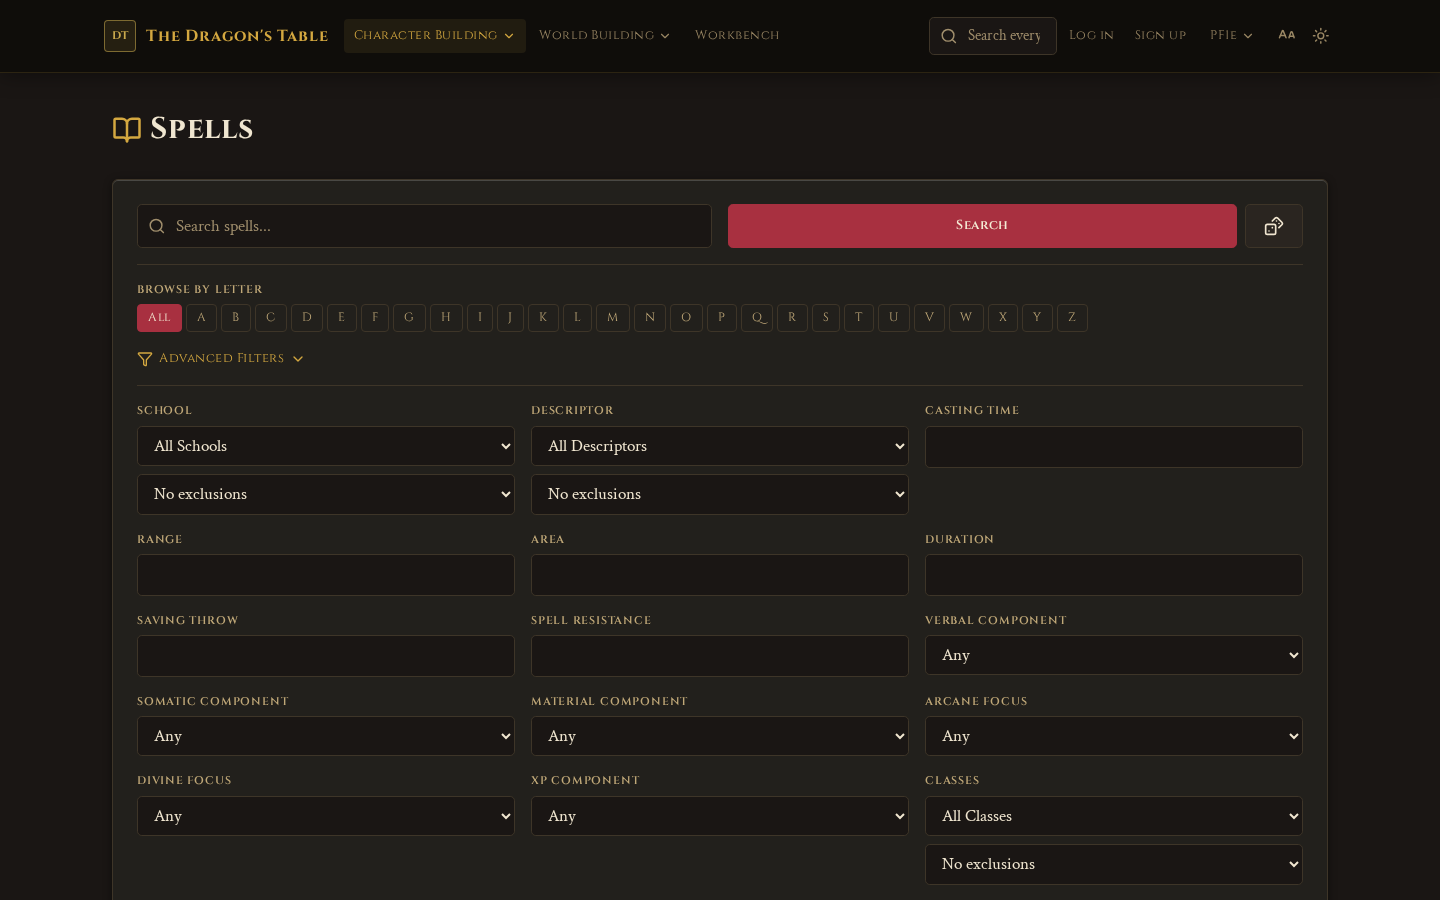 DT The Dragon's Table Character Building World Building Workbench Search every Log in Sign up PF1e Aa
Spells
Search spells... Search
Browse by Letter
All A B C D E F G H I J K L M N O P Q R S T U V W X Y Z
Advanced Filters
School Descriptor Casting Time
All Schools All Descriptors
No exclusions No exclusions
Range Area Duration
Saving Throw Spell Resistance Verbal Component
Any
Somatic Component Material Component Arcane Focus
Any Any Any
Divine Focus XP Component Classes
Any Any All Classes
No exclusions